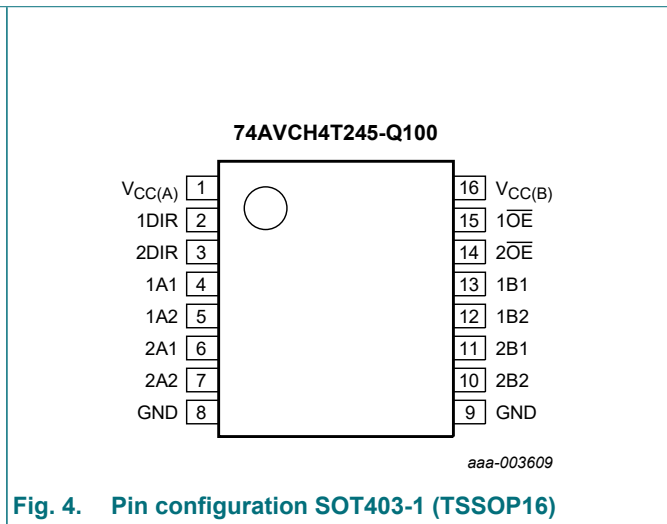 74AVCH4T245-Q100
VCC(A) 1 16 VCC(B)
1DIR 2 15 1O̅E̅
2DIR 3 14 2O̅E̅
1A1 4 13 1B1
1A2 5 12 1B2
2A1 6 11 2B1
2A2 7 10 2B2
GND 8 9 GND
aaa-003609
Fig. 4. Pin configuration SOT403-1 (TSSOP16)